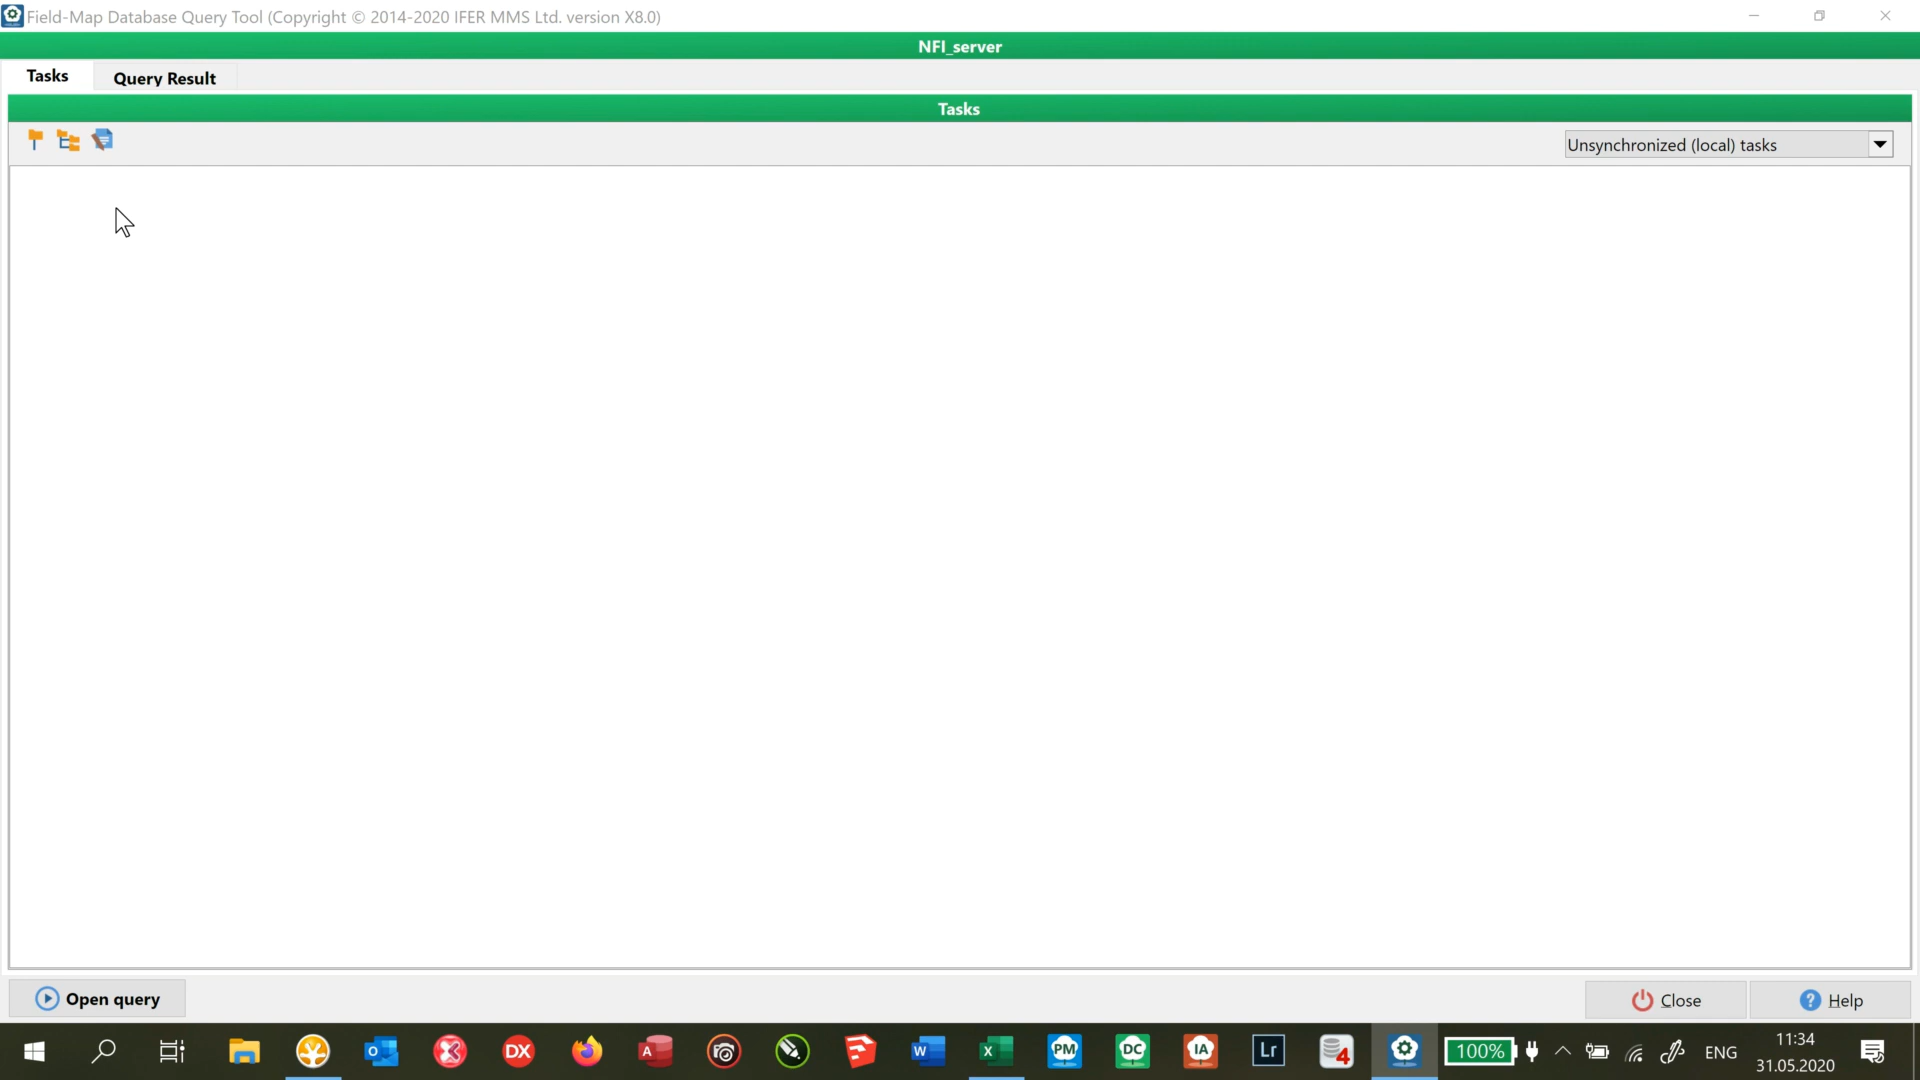 Field-Map Database Query Tool (Copyright © 2014-2020 IFER MMS Ltd. version X8.0)
NFI_server
Tasks
Query Result
Tasks
Unsynchronized (local) tasks
Open query
Close
Help
O
DX
A
W
X
PM
DC
IA
Lr
4
100%
ENG
11:34
31.05.2020